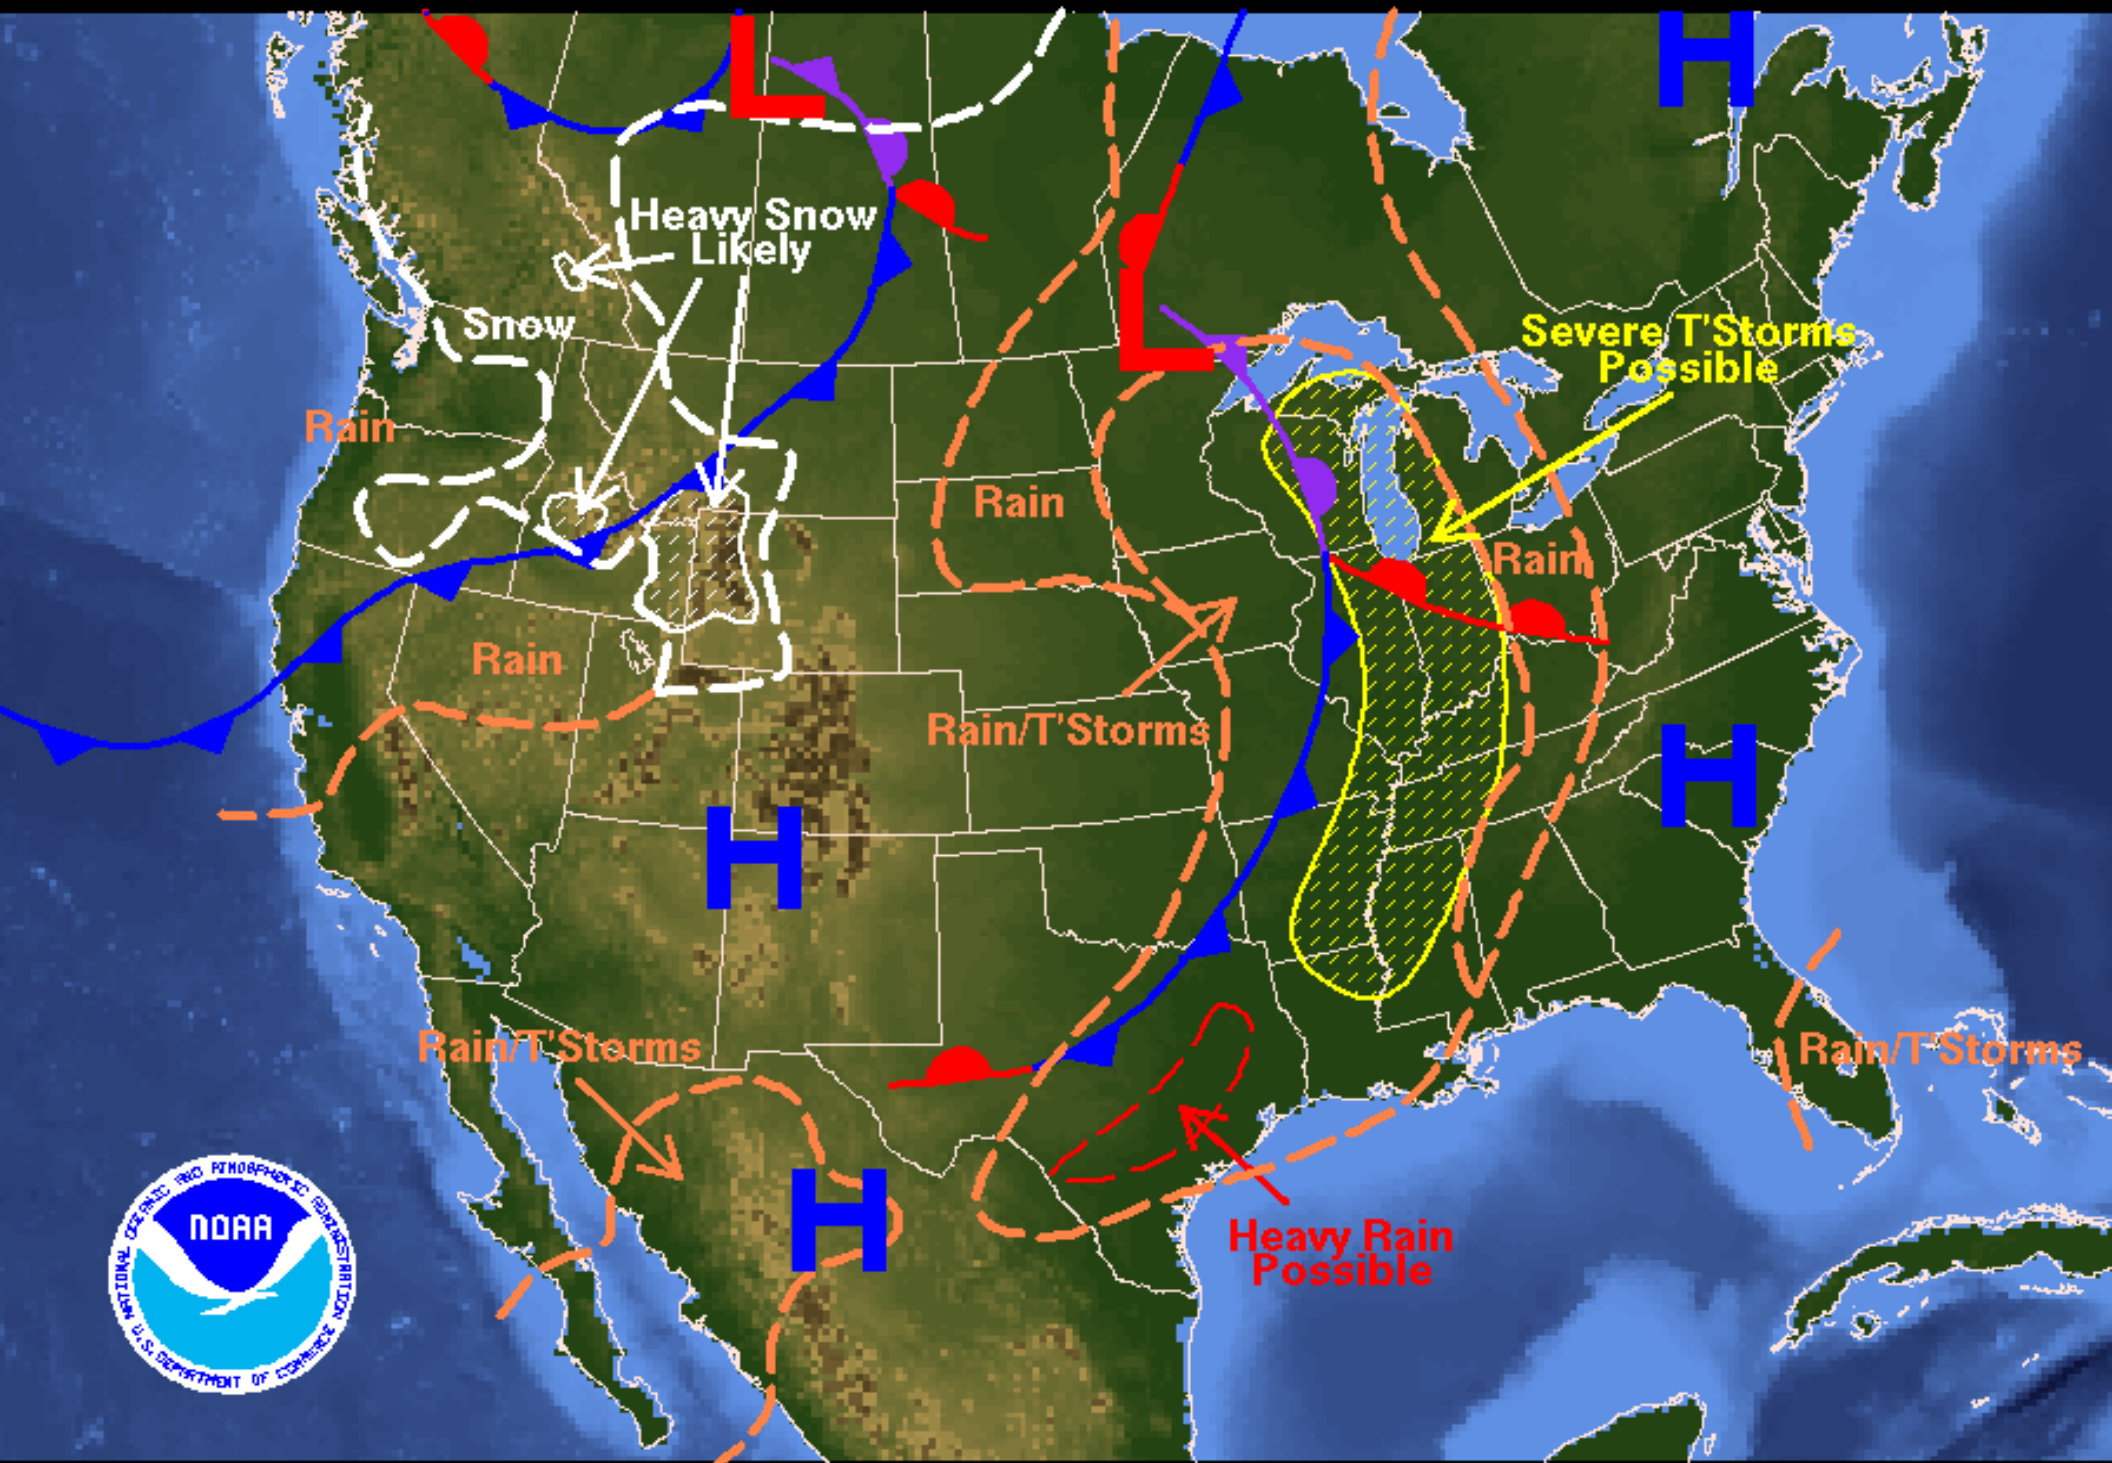 H
L
Heavy Snow
Likely
Snow
L
Severe T'Storms
Possible
Rain
Rain
Rain
Rain
Rain/T'Storms
H
H
Rain/T'Storms
Rain/T'Storms
H
Heavy Rain
Possible
NOAA
NATIONAL OCEANIC AND ATMOSPHERIC ADMINISTRATION
U.S. DEPARTMENT OF COMMERCE